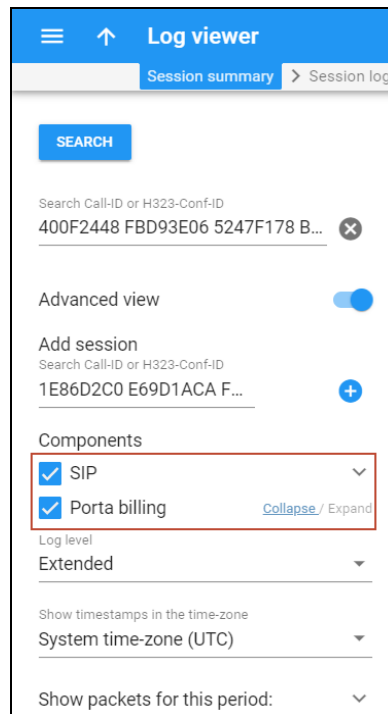 Log viewer
Session summary > Session log
SEARCH
Search Call-ID or H323-Conf-ID
400F2448 FBD93E06 5247F178 B...
Advanced view
Add session
Search Call-ID or H323-Conf-ID
1E86D2C0 E69D1ACA F...
Components
SIP
Porta billing Collapse / Expand
Log level
Extended
Show timestamps in the time-zone
System time-zone (UTC)
Show packets for this period: